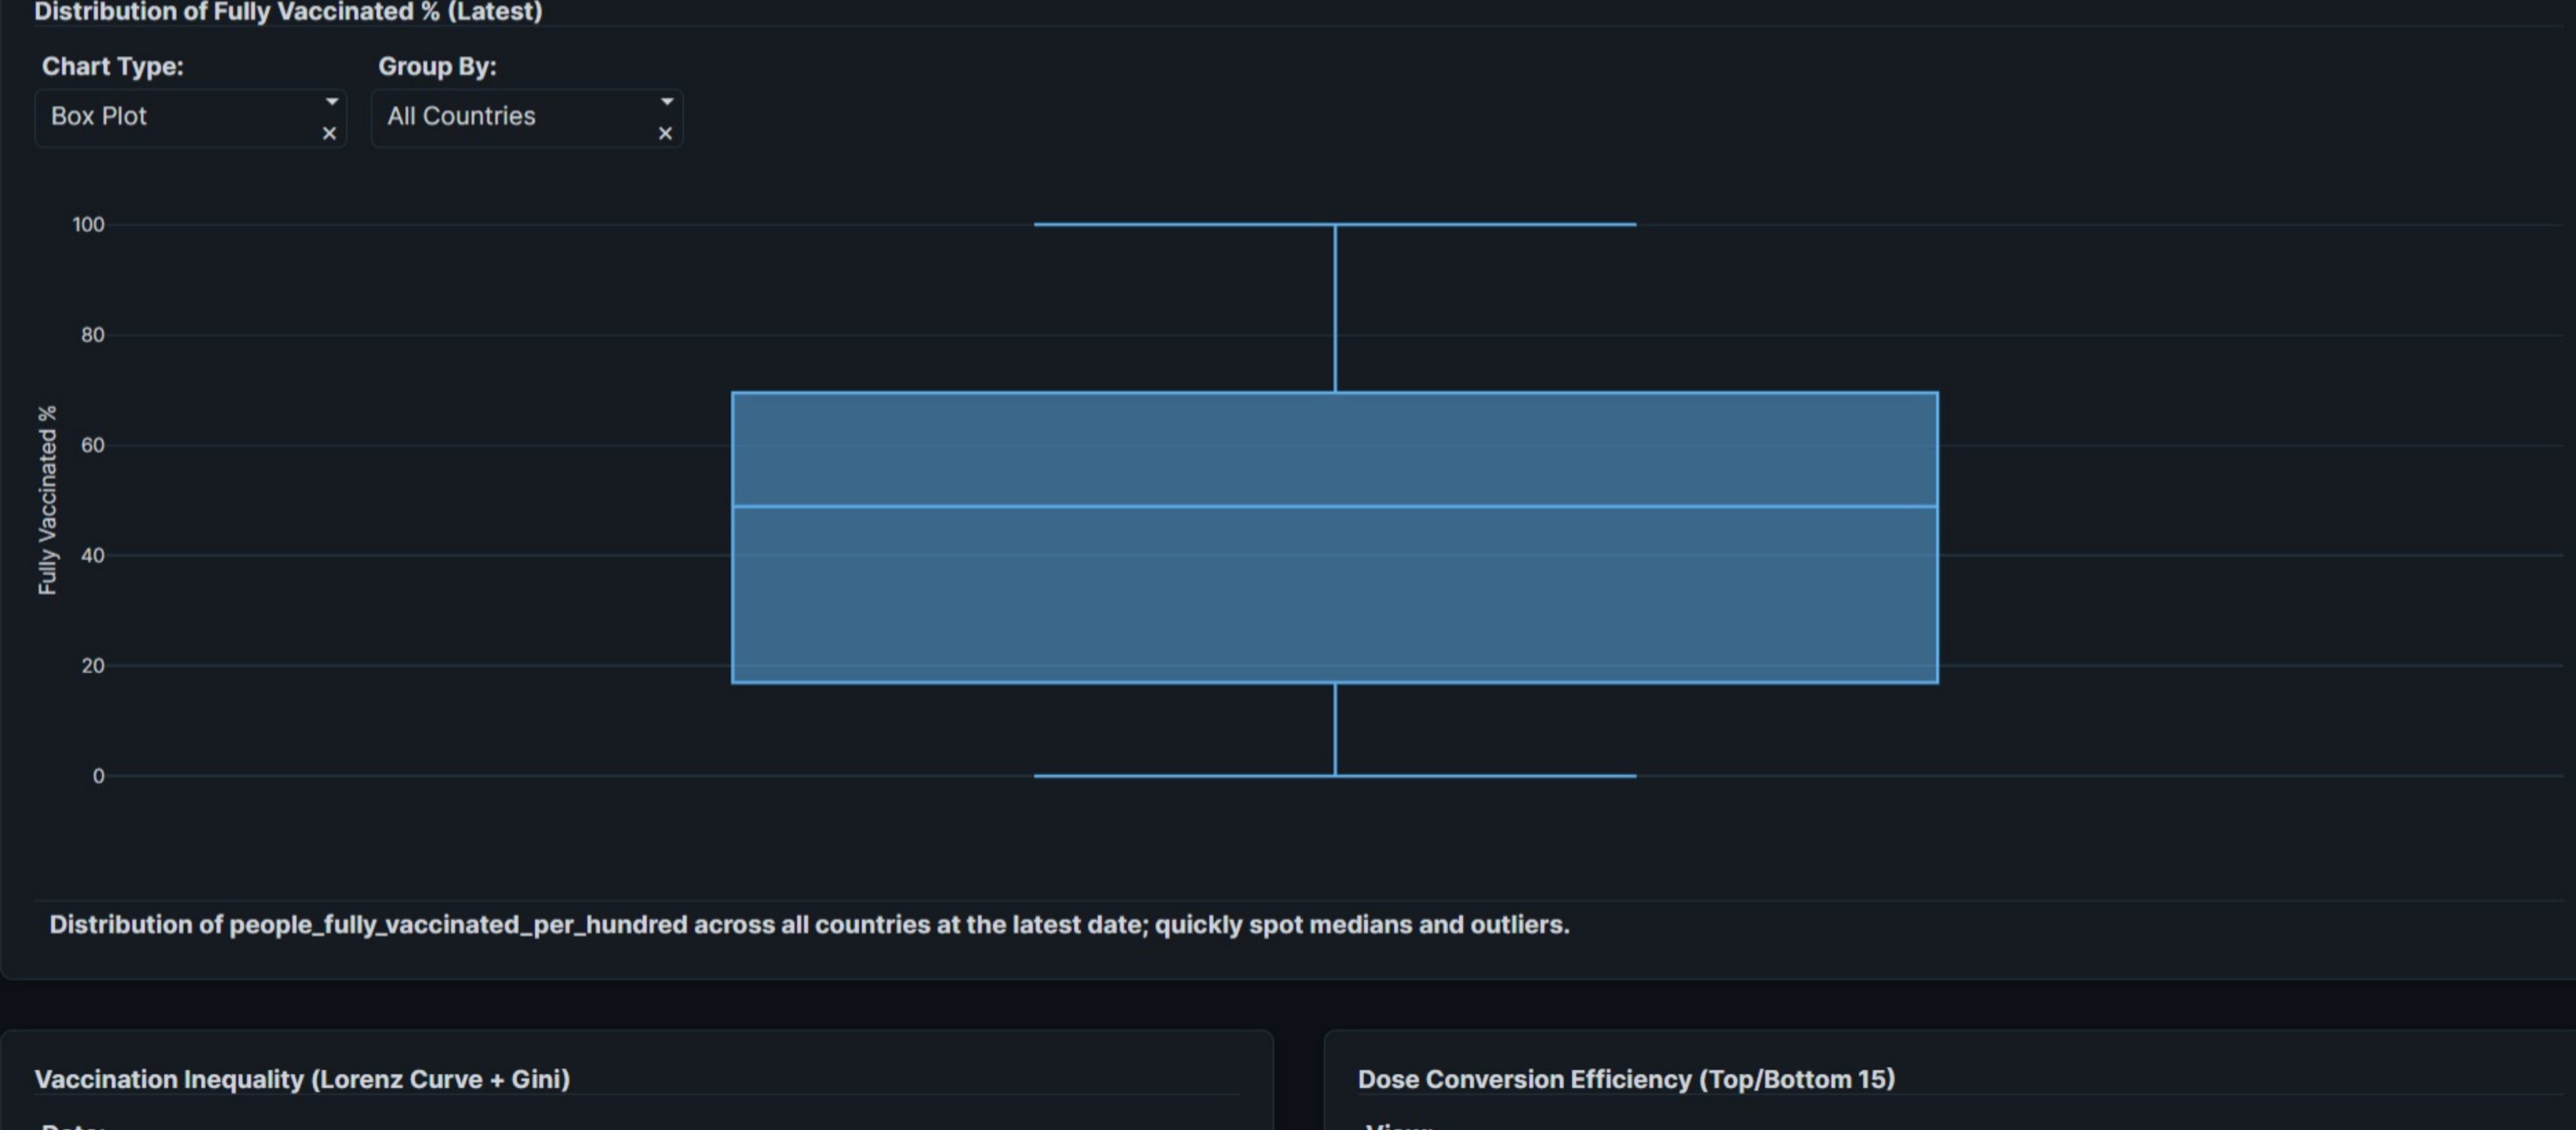 Distribution of Fully Vaccinated % (Latest)
Chart Type: Group By:
Box Plot All Countries
100
80
60
40
20
0
Fully Vaccinated %
Distribution of people_fully_vaccinated_per_hundred across all countries at the latest date; quickly spot medians and outliers.
Vaccination Inequality (Lorenz Curve + Gini)
Dose Conversion Efficiency (Top/Bottom 15)